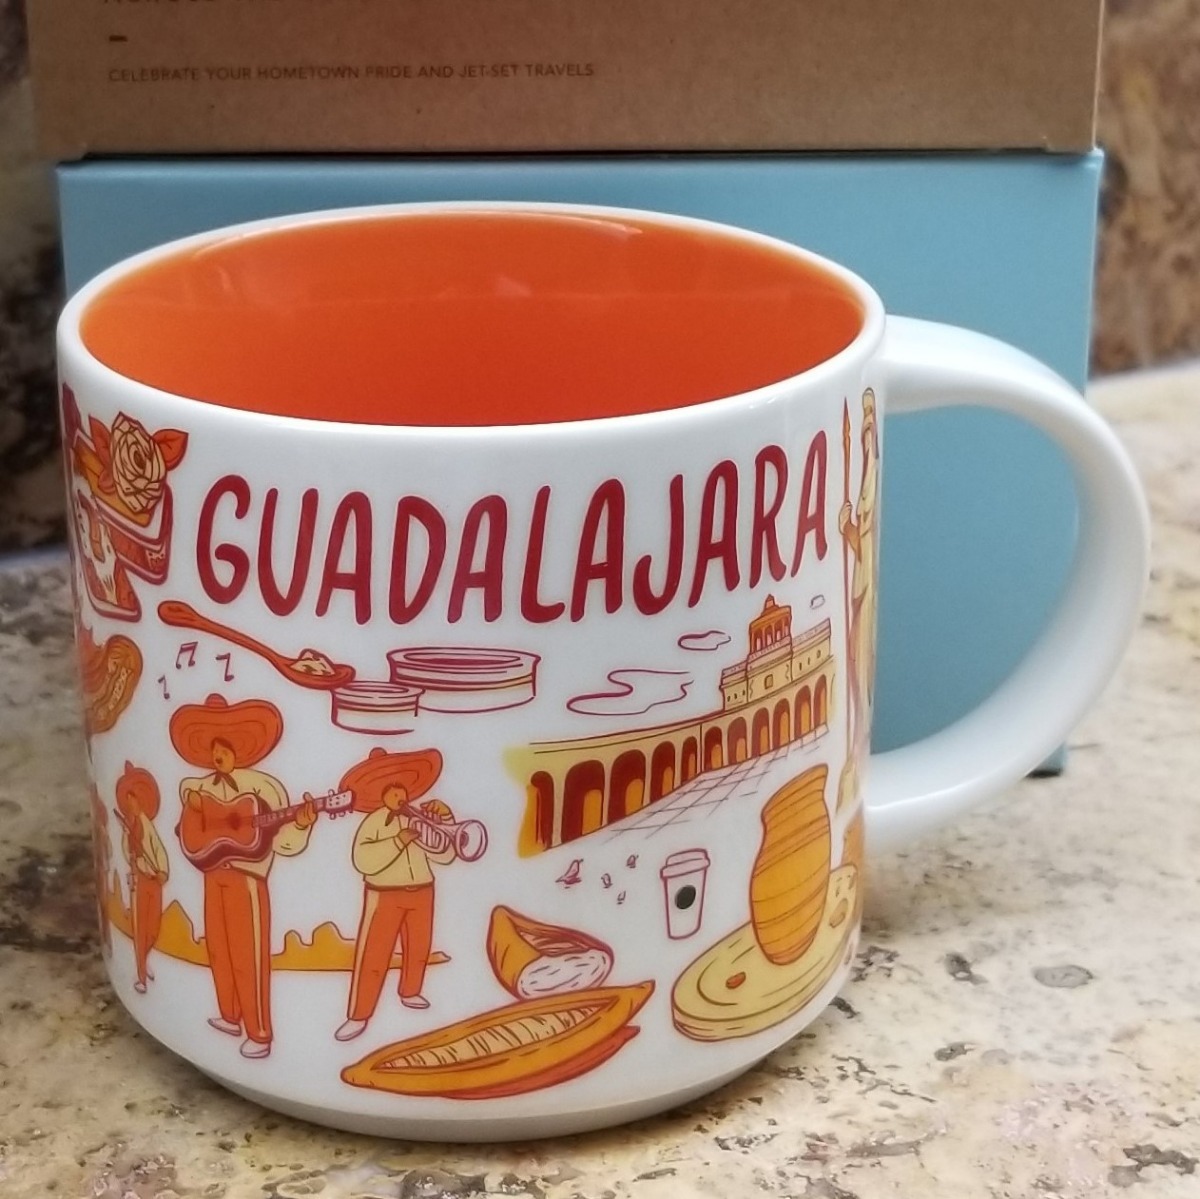 CELEBRATE YOUR HOMETOWN PRIDE AND JET-SET TRAVELS
GUADALAJARA